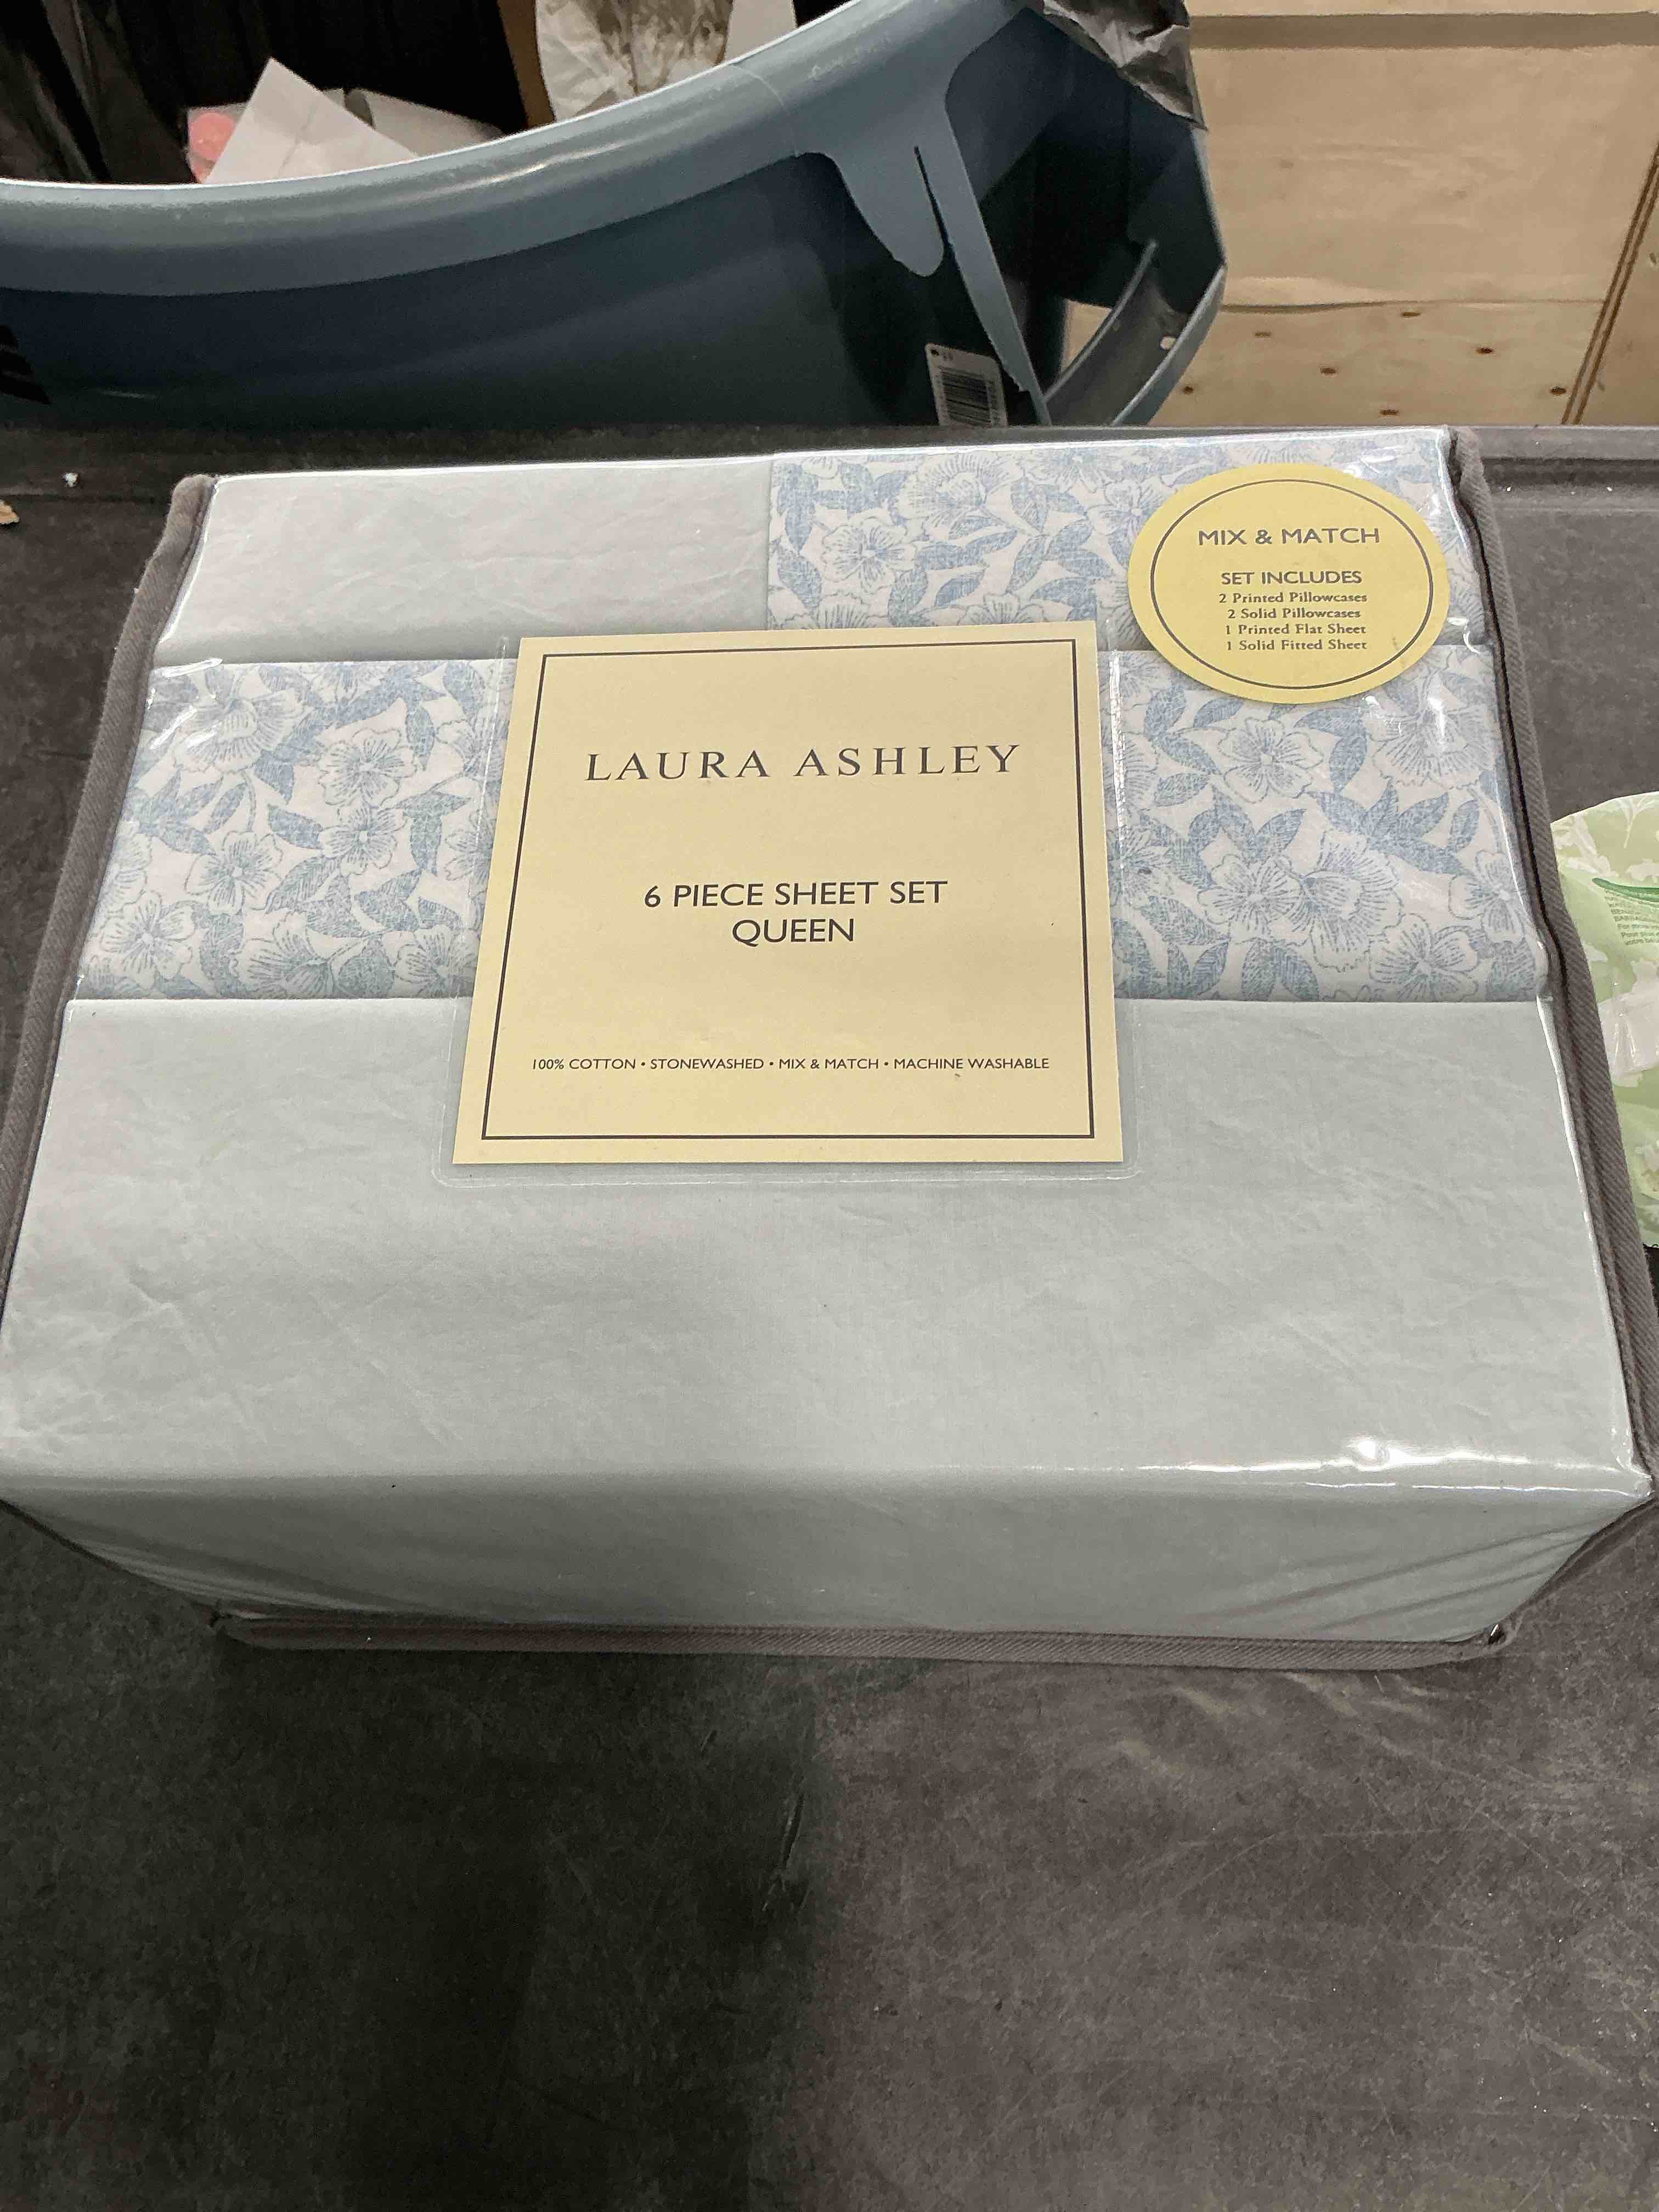 MIX & MATCH
SET INCLUDES
2 Printed Pillowcases
2 Solid Pillowcases
1 Printed Flat Sheet
1 Solid Fitted Sheet
LAURA ASHLEY
6 PIECE SHEET SET
QUEEN
100% COTTON • STONEWASHED • MIX & MATCH • MACHINE WASHABLE